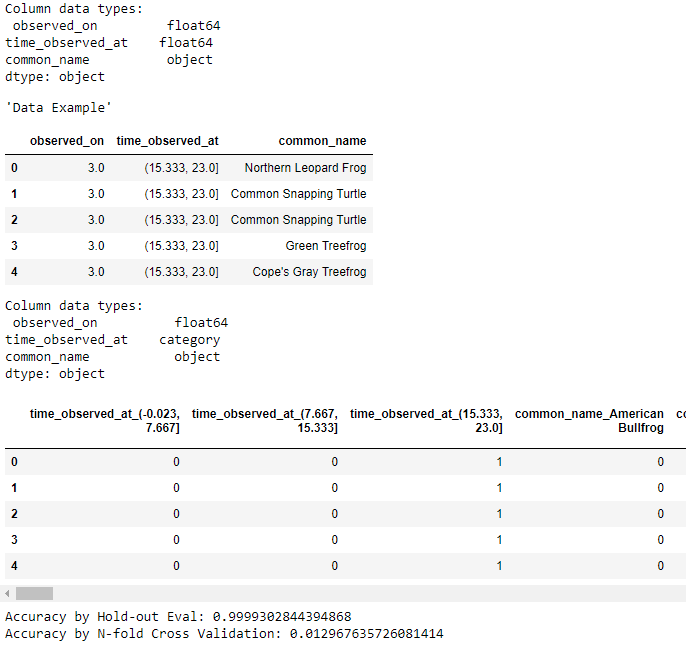 Column data types:
observed_on float64
time_observed_at float64
common_name object
dtype: object
'Data Example'
observed_on time_observed_at common_name
0 3.0 (15.333, 23.0] Northern Leopard Frog
1 3.0 (15.333, 23.0] Common Snapping Turtle
2 3.0 (15.333, 23.0] Common Snapping Turtle
3 3.0 (15.333, 23.0] Green Treefrog
4 3.0 (15.333, 23.0] Cope's Gray Treefrog
Column data types:
observed_on float64
time_observed_at category
common_name object
dtype: object
time_observed_at_(-0.023, time_observed_at_(7.667, time_observed_at_(15.333, common_name_American co
7.667] 15.333] 23.0] Bullfrog
0 0 0 1 0
1 0 0 1 0
2 0 0 1 0
3 0 0 1 0
4 0 0 1 0
Accuracy by Hold-out Eval: 0.9999302844394868
Accuracy by N-fold Cross Validation: 0.012967635726081414